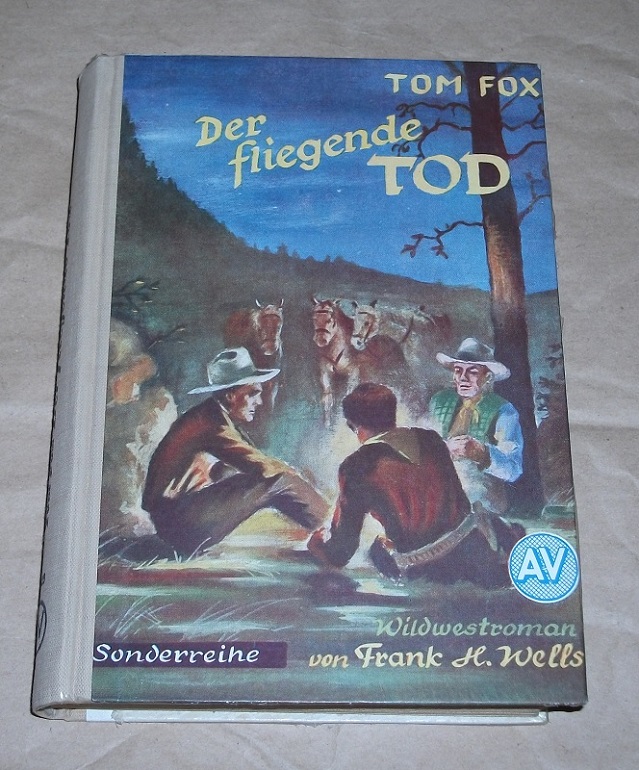 TOM FOX
Der
fliegende
TOD
AV
Wildwestroman
Sonderreihe
von Frank H. Wells